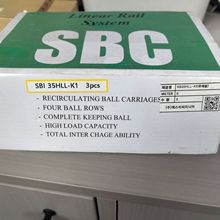 Linear Rail
System
SBC
SBI 35HLL-K1 3pcs
- RECIRCULATING BALL CARRIAGES
- FOUR BALL ROWS
- COMPLETE KEEPING BALL
- HIGH LOAD CAPACITY
- TOTAL INTER CHAGE ABILITY